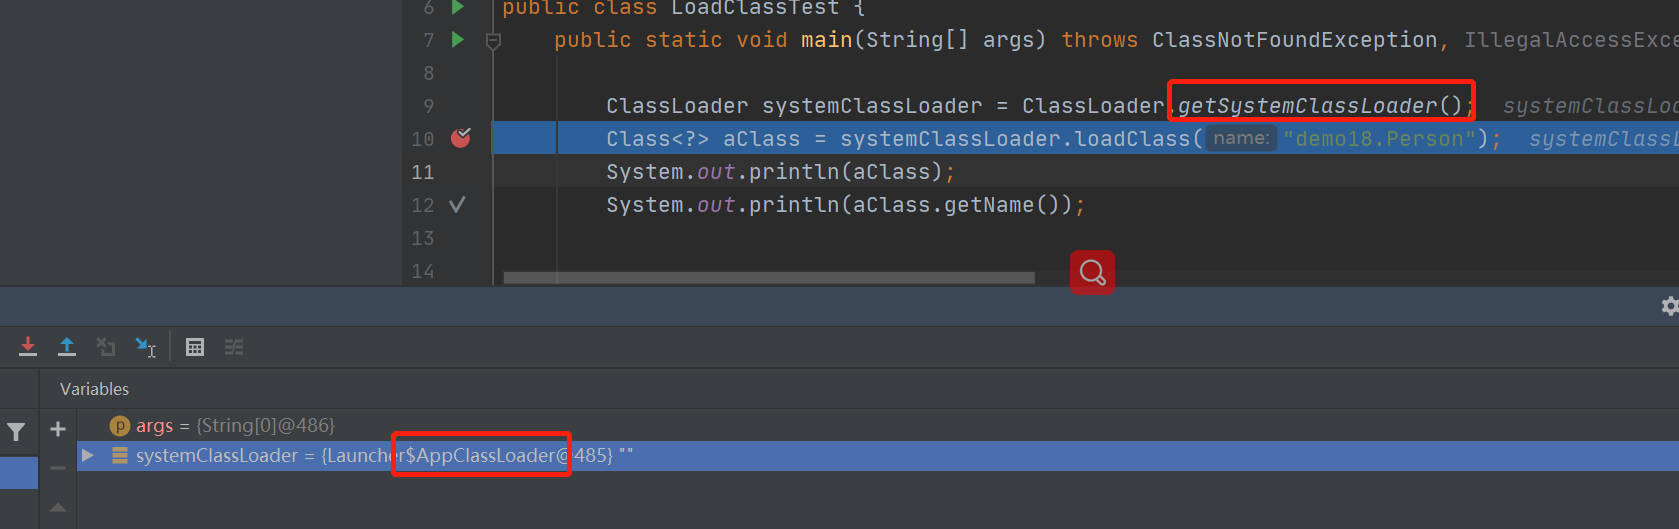 6 public class LoadClassTest {
7 public static void main(String[] args) throws ClassNotFoundException, IllegalAccessExce
8
9 ClassLoader systemClassLoader = ClassLoader.getSystemClassLoader(); systemClassLoa
10 Class<?> aClass = systemClassLoader.loadClass( name: "demo18.Person"); systemClassL
11 System.out.println(aClass);
12 System.out.println(aClass.getName());
13
14
Variables
p args = {String[0]@486}
systemClassLoader = {Launcher$AppClassLoader@485} ""